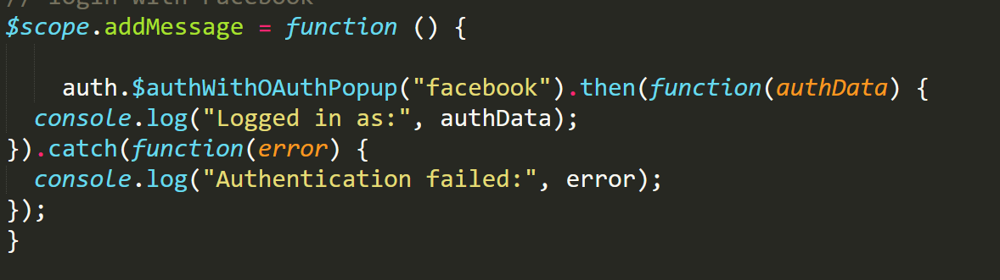 // login with Facebook
$scope.addMessage = function () {
auth.$authWithOAuthPopup("facebook").then(function(authData) {
console.log("Logged in as:", authData);
}).catch(function(error) {
console.log("Authentication failed:", error);
});
}